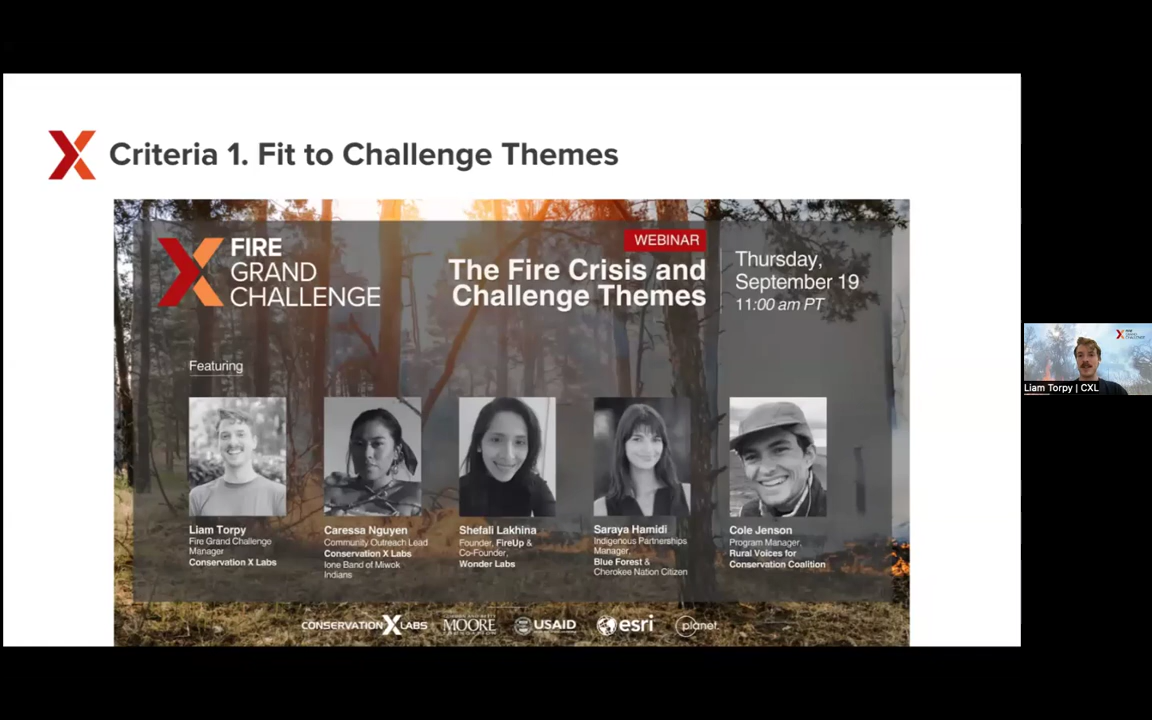 Criteria 1. Fit to Challenge Themes
FIRE
GRAND
CHALLENGE
WEBINAR
The Fire Crisis and
Challenge Themes
Thursday,
September 19
11:00 am PT
Featuring
Liam Torpy
Fire Grand Challenge
Manager
Conservation X Labs
Caressa Nguyen
Community Outreach Lead
Conservation X Labs
Ione Band of Miwok
Indians
Shefali Lakhina
Founder, FireUp &
Co-Founder,
Wonder Labs
Saraya Hamidi
Indigenous Partnerships
Manager,
Blue Forest &
Cherokee Nation Citizen
Cole Jenson
Program Manager,
Rural Voices for
Conservation Coalition
CONSERVATION X LABS
MOORE
USAID
esri
planet.
Liam Torpy | CXL